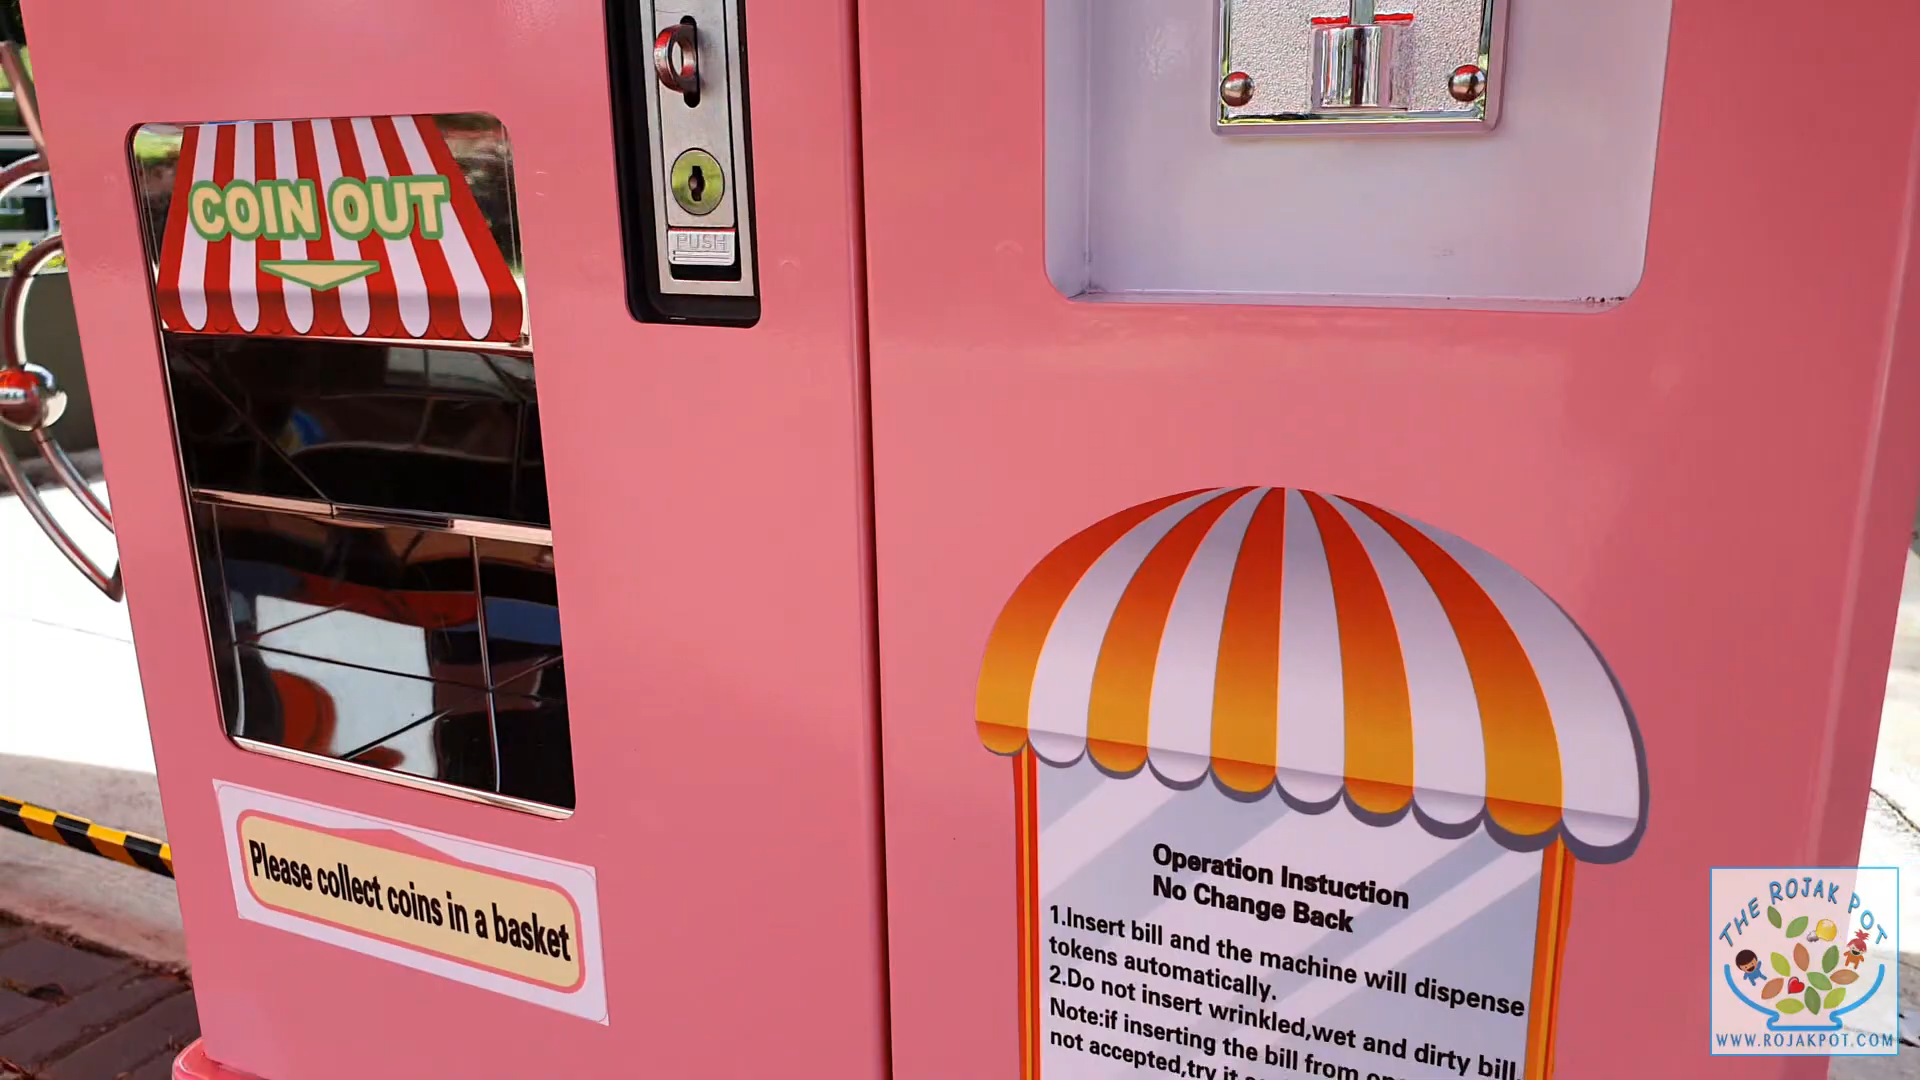 COIN OUT
PUSH
Please collect coins in a basket
Operation Instuction
No Change Back
1.Insert bill and the machine will dispense
tokens automatically.
2.Do not insert wrinkled,wet and dirty bill.
Note:if inserting the bill from
not accepted,try it
THE ROJAK POT
WWW.ROJAKPOT.COM